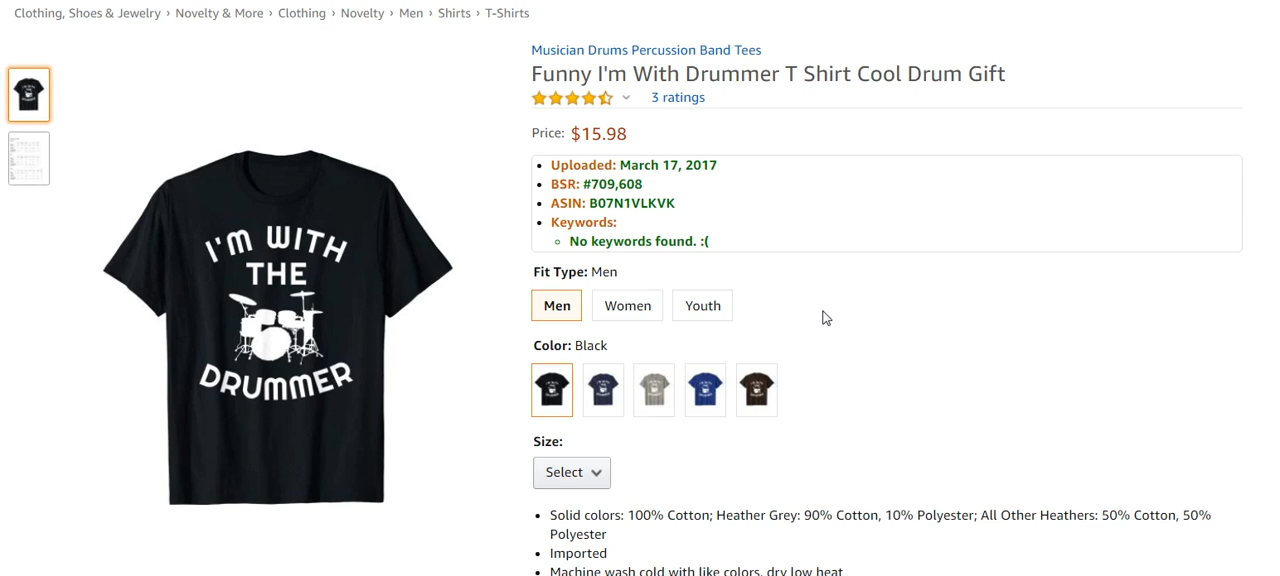 Clothing, Shoes & Jewelry › Novelty & More › Clothing › Novelty › Men › Shirts › T-Shirts
Musician Drums Percussion Band Tees
Funny I'm With Drummer T Shirt Cool Drum Gift
3 ratings
Price: $15.98
Uploaded: March 17, 2017
BSR: #709,608
ASIN: B07N1VLKVK
Keywords:
No keywords found. :(
Fit Type: Men
Men Women Youth
Color: Black
Size:
Select
Solid colors: 100% Cotton; Heather Grey: 90% Cotton, 10% Polyester; All Other Heathers: 50% Cotton, 50%
Polyester
Imported
Machine wash cold with like colors, dry low heat
I'M WITH
THE
DRUMMER